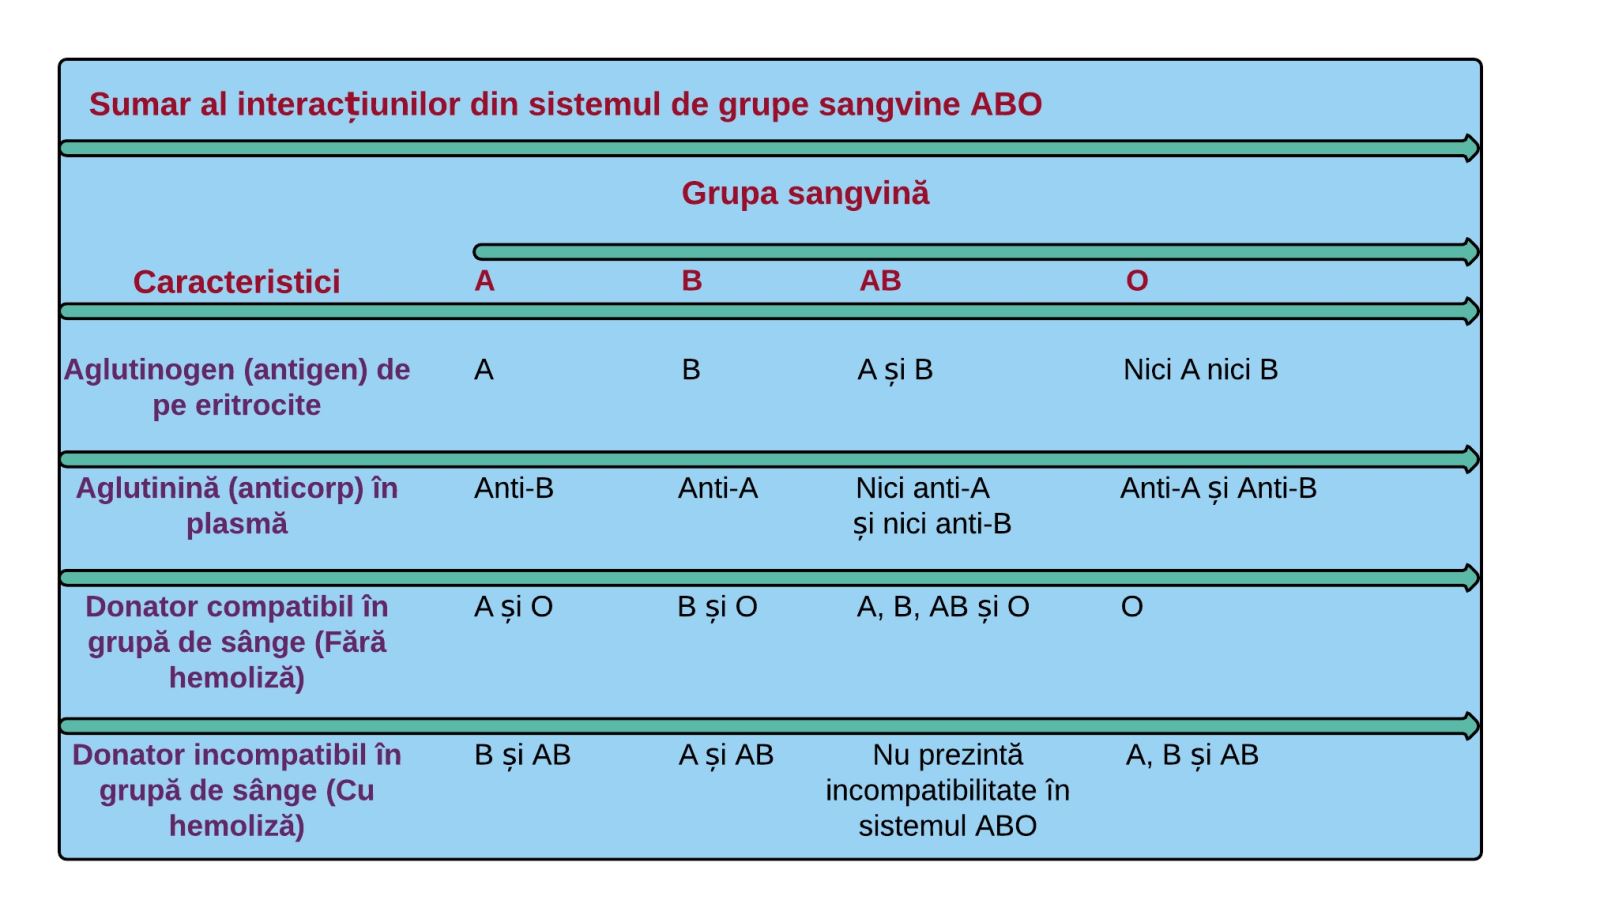 Sumar al interacțiunilor din sistemul de grupe sangvine ABO
Grupa sangvină
Caracteristici A B AB O
Aglutinogen (antigen) de A B A și B Nici A nici B
pe eritrocite
Aglutinină (anticorp) în Anti-B Anti-A Nici anti-A Anti-A și Anti-B
plasmă și nici anti-B
Donator compatibil în A și O B și O A, B, AB și O O
grupă de sânge (Fără
hemoliză)
Donator incompatibil în B și AB A și AB Nu prezintă A, B și AB
grupă de sânge (Cu incompatibilitate în
hemoliză) sistemul ABO